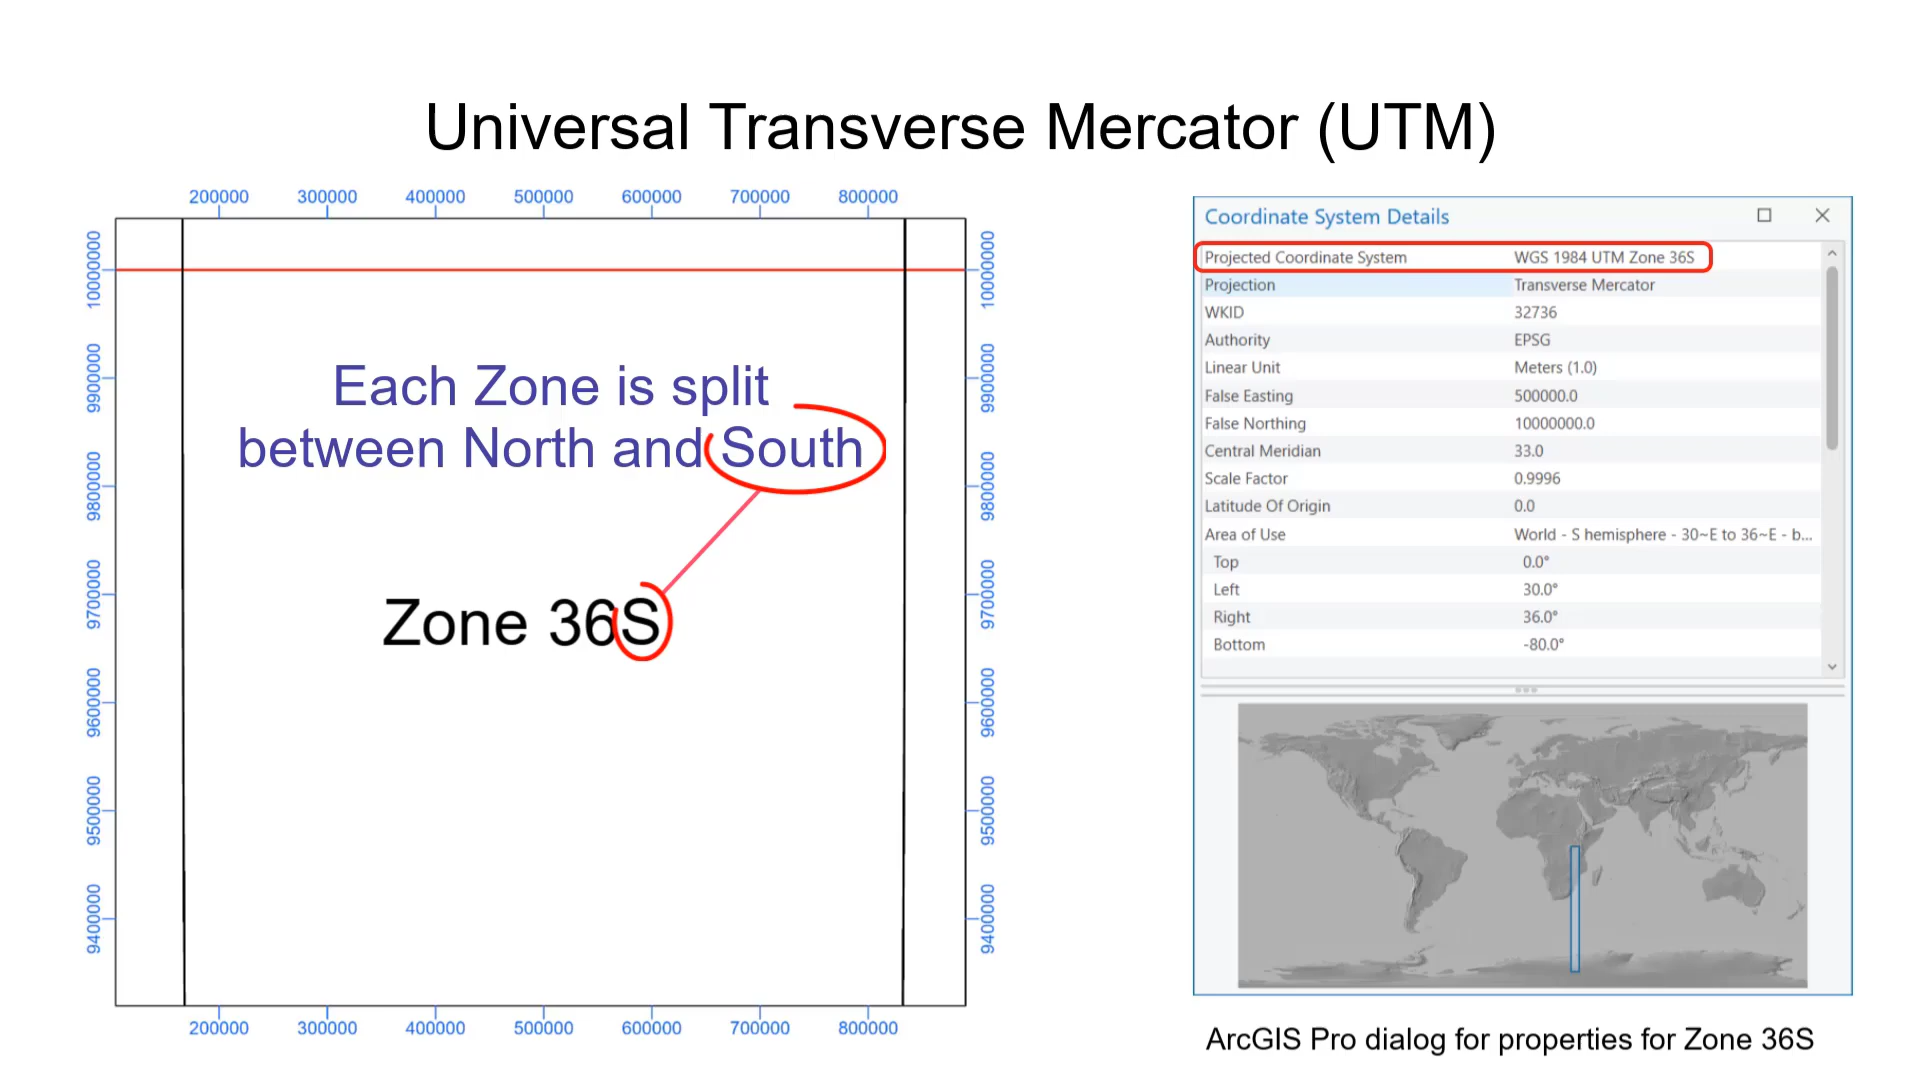 Universal Transverse Mercator (UTM)
200000 300000 400000 500000 600000 700000 800000
10000000
9900000
9800000
9700000
9600000
9500000
9400000
Each Zone is split
between North and South
Zone 36S
10000000
9900000
9800000
9700000
9600000
9500000
9400000
200000 300000 400000 500000 600000 700000 800000
Coordinate System Details
Projected Coordinate System WGS 1984 UTM Zone 36S
Projection Transverse Mercator
WKID 32736
Authority EPSG
Linear Unit Meters (1.0)
False Easting 500000.0
False Northing 10000000.0
Central Meridian 33.0
Scale Factor 0.9996
Latitude Of Origin 0.0
Area of Use World - S hemisphere - 30~E to 36~E - b...
Top 0.0°
Left 30.0°
Right 36.0°
Bottom -80.0°
ArcGIS Pro dialog for properties for Zone 36S